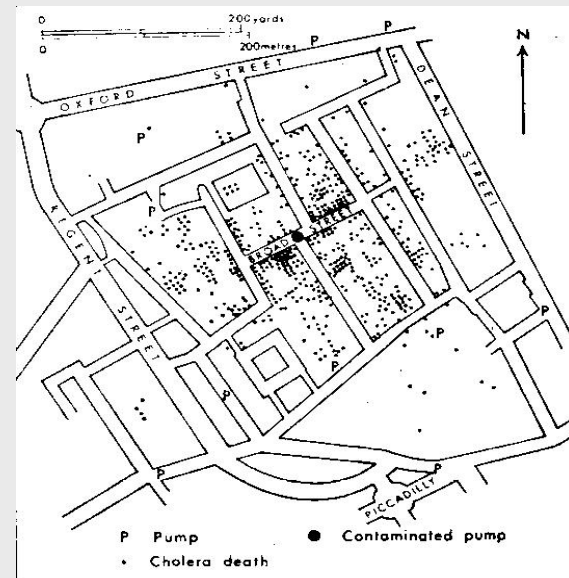 0 200 yards
0 200 metres
N
P
P
OXFORD STREET
DEAN STREET
P
REGENT STREET
P
BROAD STREET
P
P
P
P
P
P
PICCADILLY
P Pump
● Contaminated pump
• Cholera death